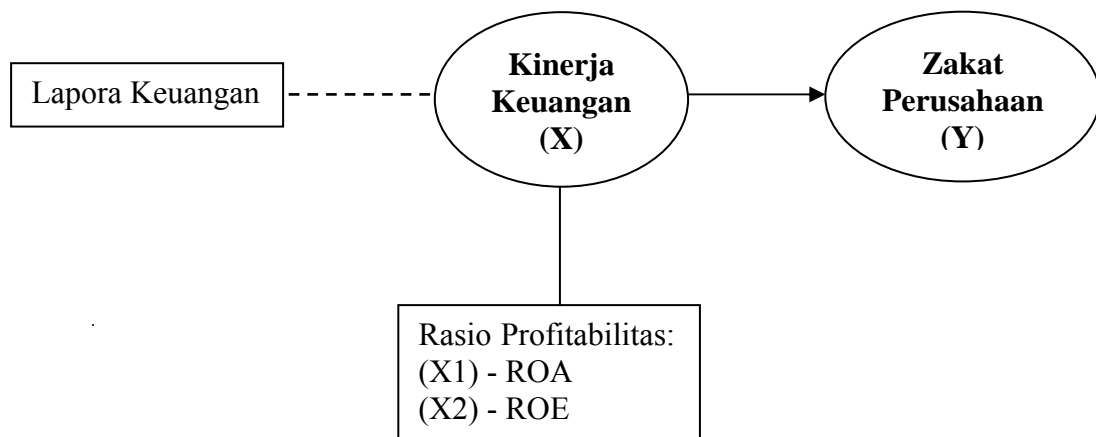 Lapora Keuangan
Kinerja
Keuangan
(X)
Zakat
Perusahaan
(Y)
Rasio Profitabilitas:
(X1) - ROA
(X2) - ROE